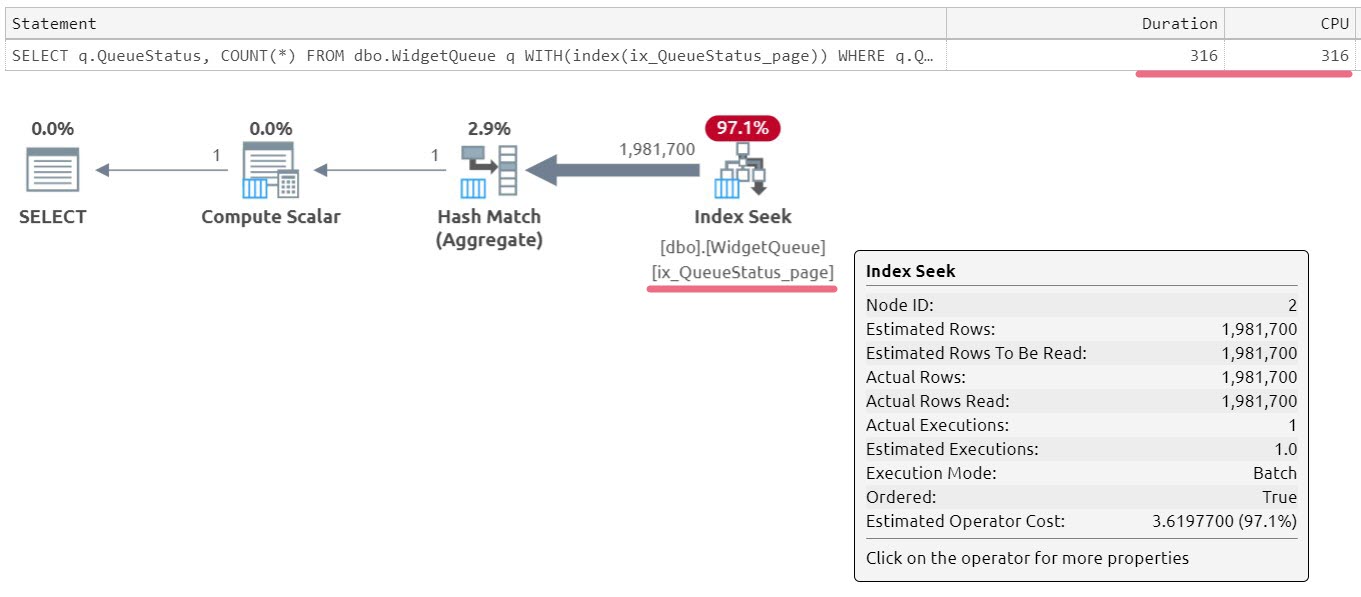 Statement Duration CPU
SELECT q.QueueStatus, COUNT(*) FROM dbo.WidgetQueue q WITH(index(ix_QueueStatus_page)) WHERE q.Q… 316 316
0.0% 0.0% 2.9% 97.1%
1 1 1,981,700
SELECT Compute Scalar Hash Match Index Seek
(Aggregate) [dbo].[WidgetQueue]
[ix_QueueStatus_page]
Index Seek
Node ID: 2
Estimated Rows: 1,981,700
Estimated Rows To Be Read: 1,981,700
Actual Rows: 1,981,700
Actual Rows Read: 1,981,700
Actual Executions: 1
Estimated Executions: 1.0
Execution Mode: Batch
Ordered: True
Estimated Operator Cost: 3.6197700 (97.1%)
Click on the operator for more properties